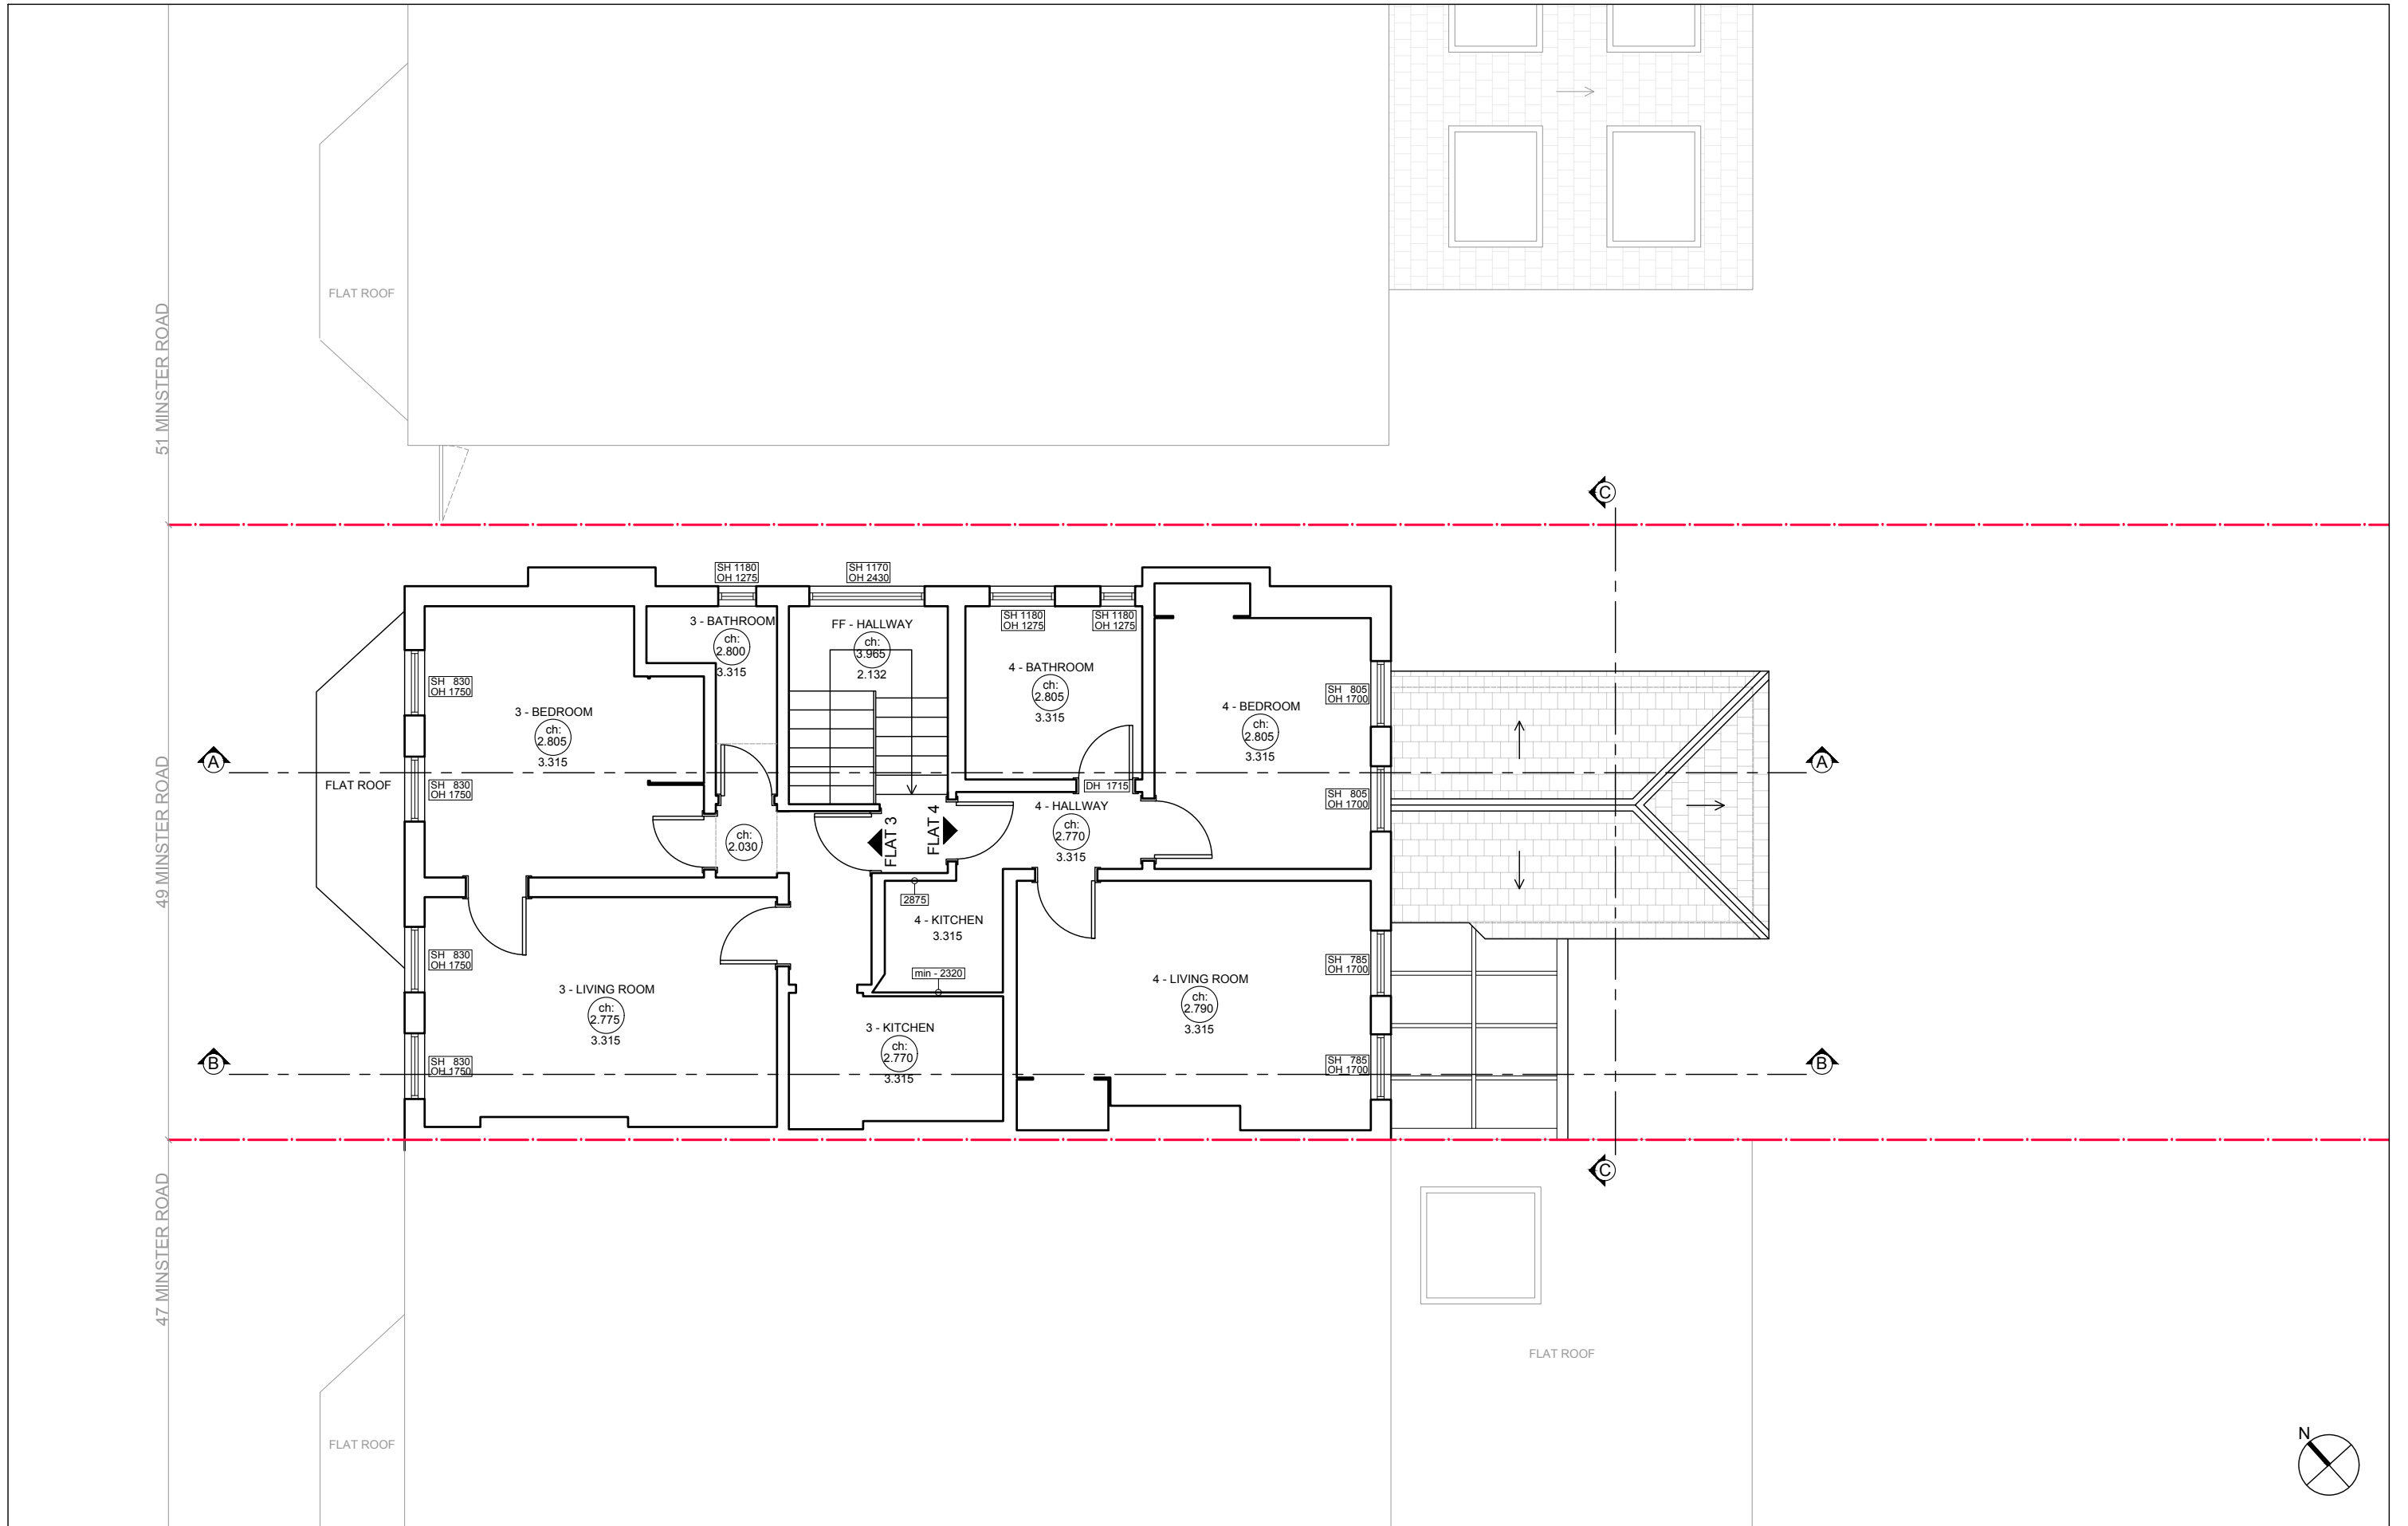 FLAT ROOF
51 MINSTER ROAD
C
SH 1180
OH 1275
SH 1170
OH 2430
3 - BATHROOM
ch:
2.800
3.315
FF - HALLWAY
ch:
3.965
2.132
SH 1180
OH 1275
SH 1180
OH 1275
4 - BATHROOM
ch:
2.805
3.315
SH 830
OH 1750
3 - BEDROOM
ch:
2.805
3.315
4 - BEDROOM
ch:
2.805
3.315
SH 805
OH 1700
A
A
FLAT ROOF
49 MINSTER ROAD
SH 830
OH 1750
DH 1715
SH 805
OH 1700
4 - HALLWAY
ch:
2.770
3.315
ch:
2.030
FLAT 3
FLAT 4
2875
4 - KITCHEN
3.315
min - 2320
SH 830
OH 1750
3 - LIVING ROOM
ch:
2.775
3.315
4 - LIVING ROOM
ch:
2.790
3.315
SH 785
OH 1700
3 - KITCHEN
ch:
2.770
3.315
B
SH 830
OH 1750
SH 785
OH 1700
B
C
47 MINSTER ROAD
FLAT ROOF
FLAT ROOF
N